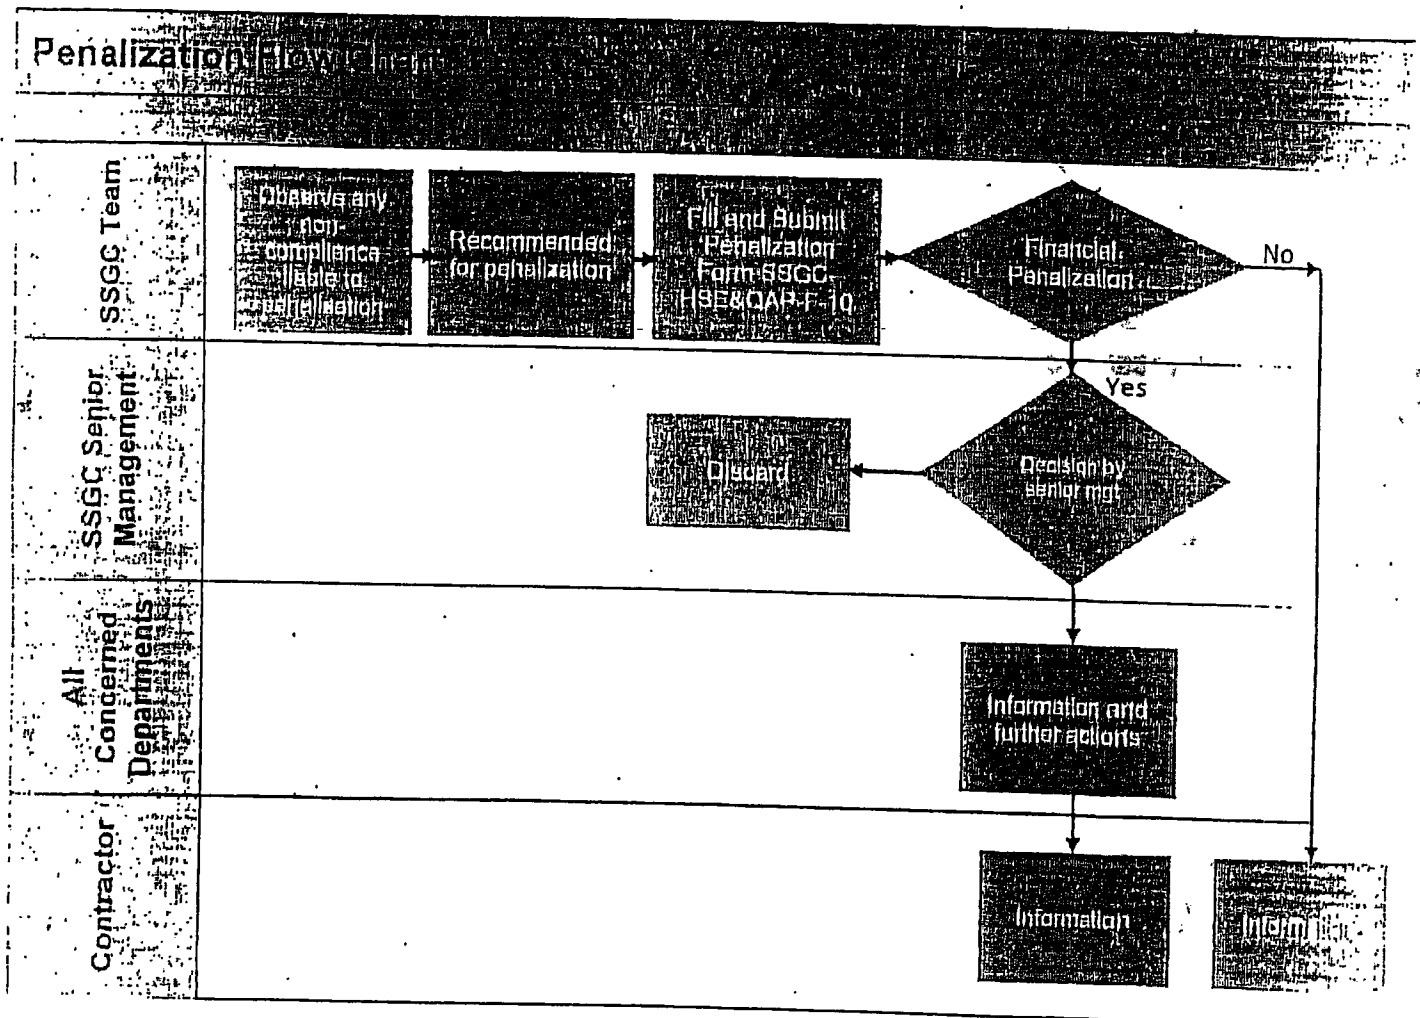 Penalization Flow Chart
SSGC Team
Observe any
non-
compliance
liable to
penalisation
Recommended
for penalization
Fill and Submit
Penalization
Form SSGC-
HSE&QAP-F-10
Financial
Penalization
No
Yes
SSGC Senior
Management
Discard
Decision by
senior mgt
All
Concerned
Departments
Information and
further actions
Contractor
Information
Inform